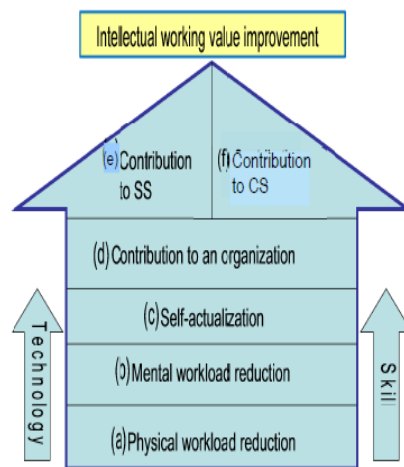 Intellectual working value improvement
(e) Contribution
to SS
(f) Contribution
to CS
(d) Contribution to an organization
(c) Self-actualization
(b) Mental workload reduction
(a) Physical workload reduction
Technology
Skill